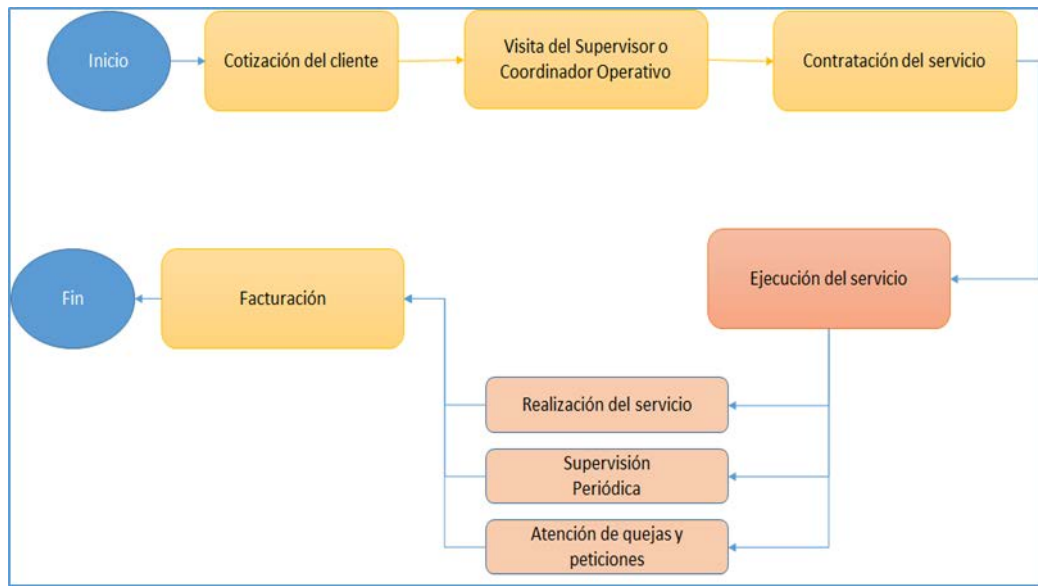 Inicio
Cotización del cliente
Visita del Supervisor o
Coordinador Operativo
Contratación del servicio
Ejecución del servicio
Facturación
Fin
Realización del servicio
Supervisión
Periódica
Atención de quejas y
peticiones